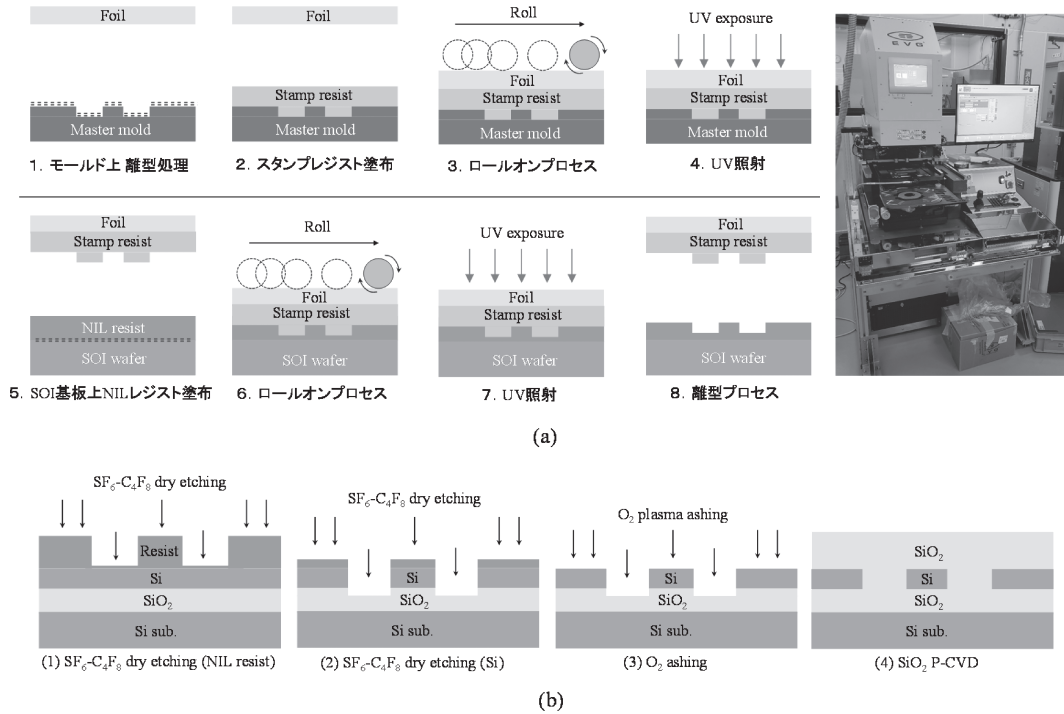 Foil
Master mold
1. モールド上 離型処理
Stamp resist
Master mold
2. スタンプレジスト塗布
Roll
Foil
Stamp resist
Master mold
3. ロールオンプロセス
UV exposure
Foil
Stamp resist
Master mold
4. UV照射
EVG
Foil
Stamp resist
NIL resist
SOI wafer
5. SOI基板上NILレジスト塗布
Roll
Foil
Stamp resist
SOI wafer
6. ロールオンプロセス
UV exposure
Foil
Stamp resist
SOI wafer
7. UV照射
Foil
Stamp resist
SOI wafer
8. 離型プロセス
(a)
SF₆-C₄F₈ dry etching
Resist
Si
SiO₂
Si sub.
(1) SF₆-C₄F₈ dry etching (NIL resist)
SF₆-C₄F₈ dry etching
Si
SiO₂
Si sub.
(2) SF₆-C₄F₈ dry etching (Si)
O₂ plasma ashing
Si
SiO₂
Si sub.
(3) O₂ ashing
SiO₂
Si
SiO₂
Si sub.
(4) SiO₂ P-CVD
(b)